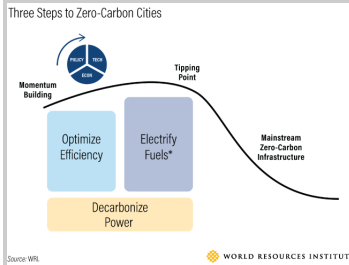 Three Steps to Zero-Carbon Cities
POLICY
TECH
ECON
Momentum
Building
Tipping
Point
Optimize
Efficiency
Electrify
Fuels*
Mainstream
Zero-Carbon
Infrastructure
Decarbonize
Power
Source: WRI.
WORLD RESOURCES INSTITUT